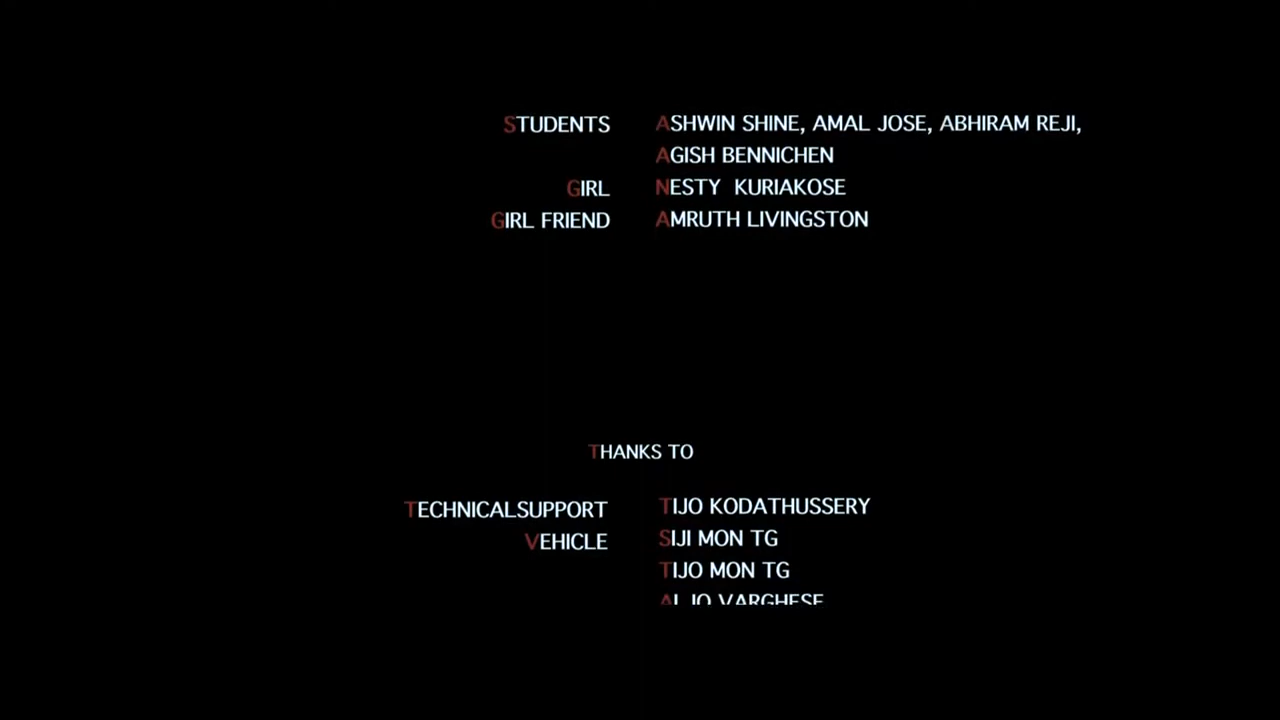 STUDENTS ASHWIN SHINE, AMAL JOSE, ABHIRAM REJI,
AGISH BENNICHEN
GIRL NESTY KURIAKOSE
GIRL FRIEND AMRUTH LIVINGSTON
THANKS TO
TECHNICALSUPPORT TIJO KODATHUSSERY
VEHICLE SIJI MON TG
TIJO MON TG
VARGHESE